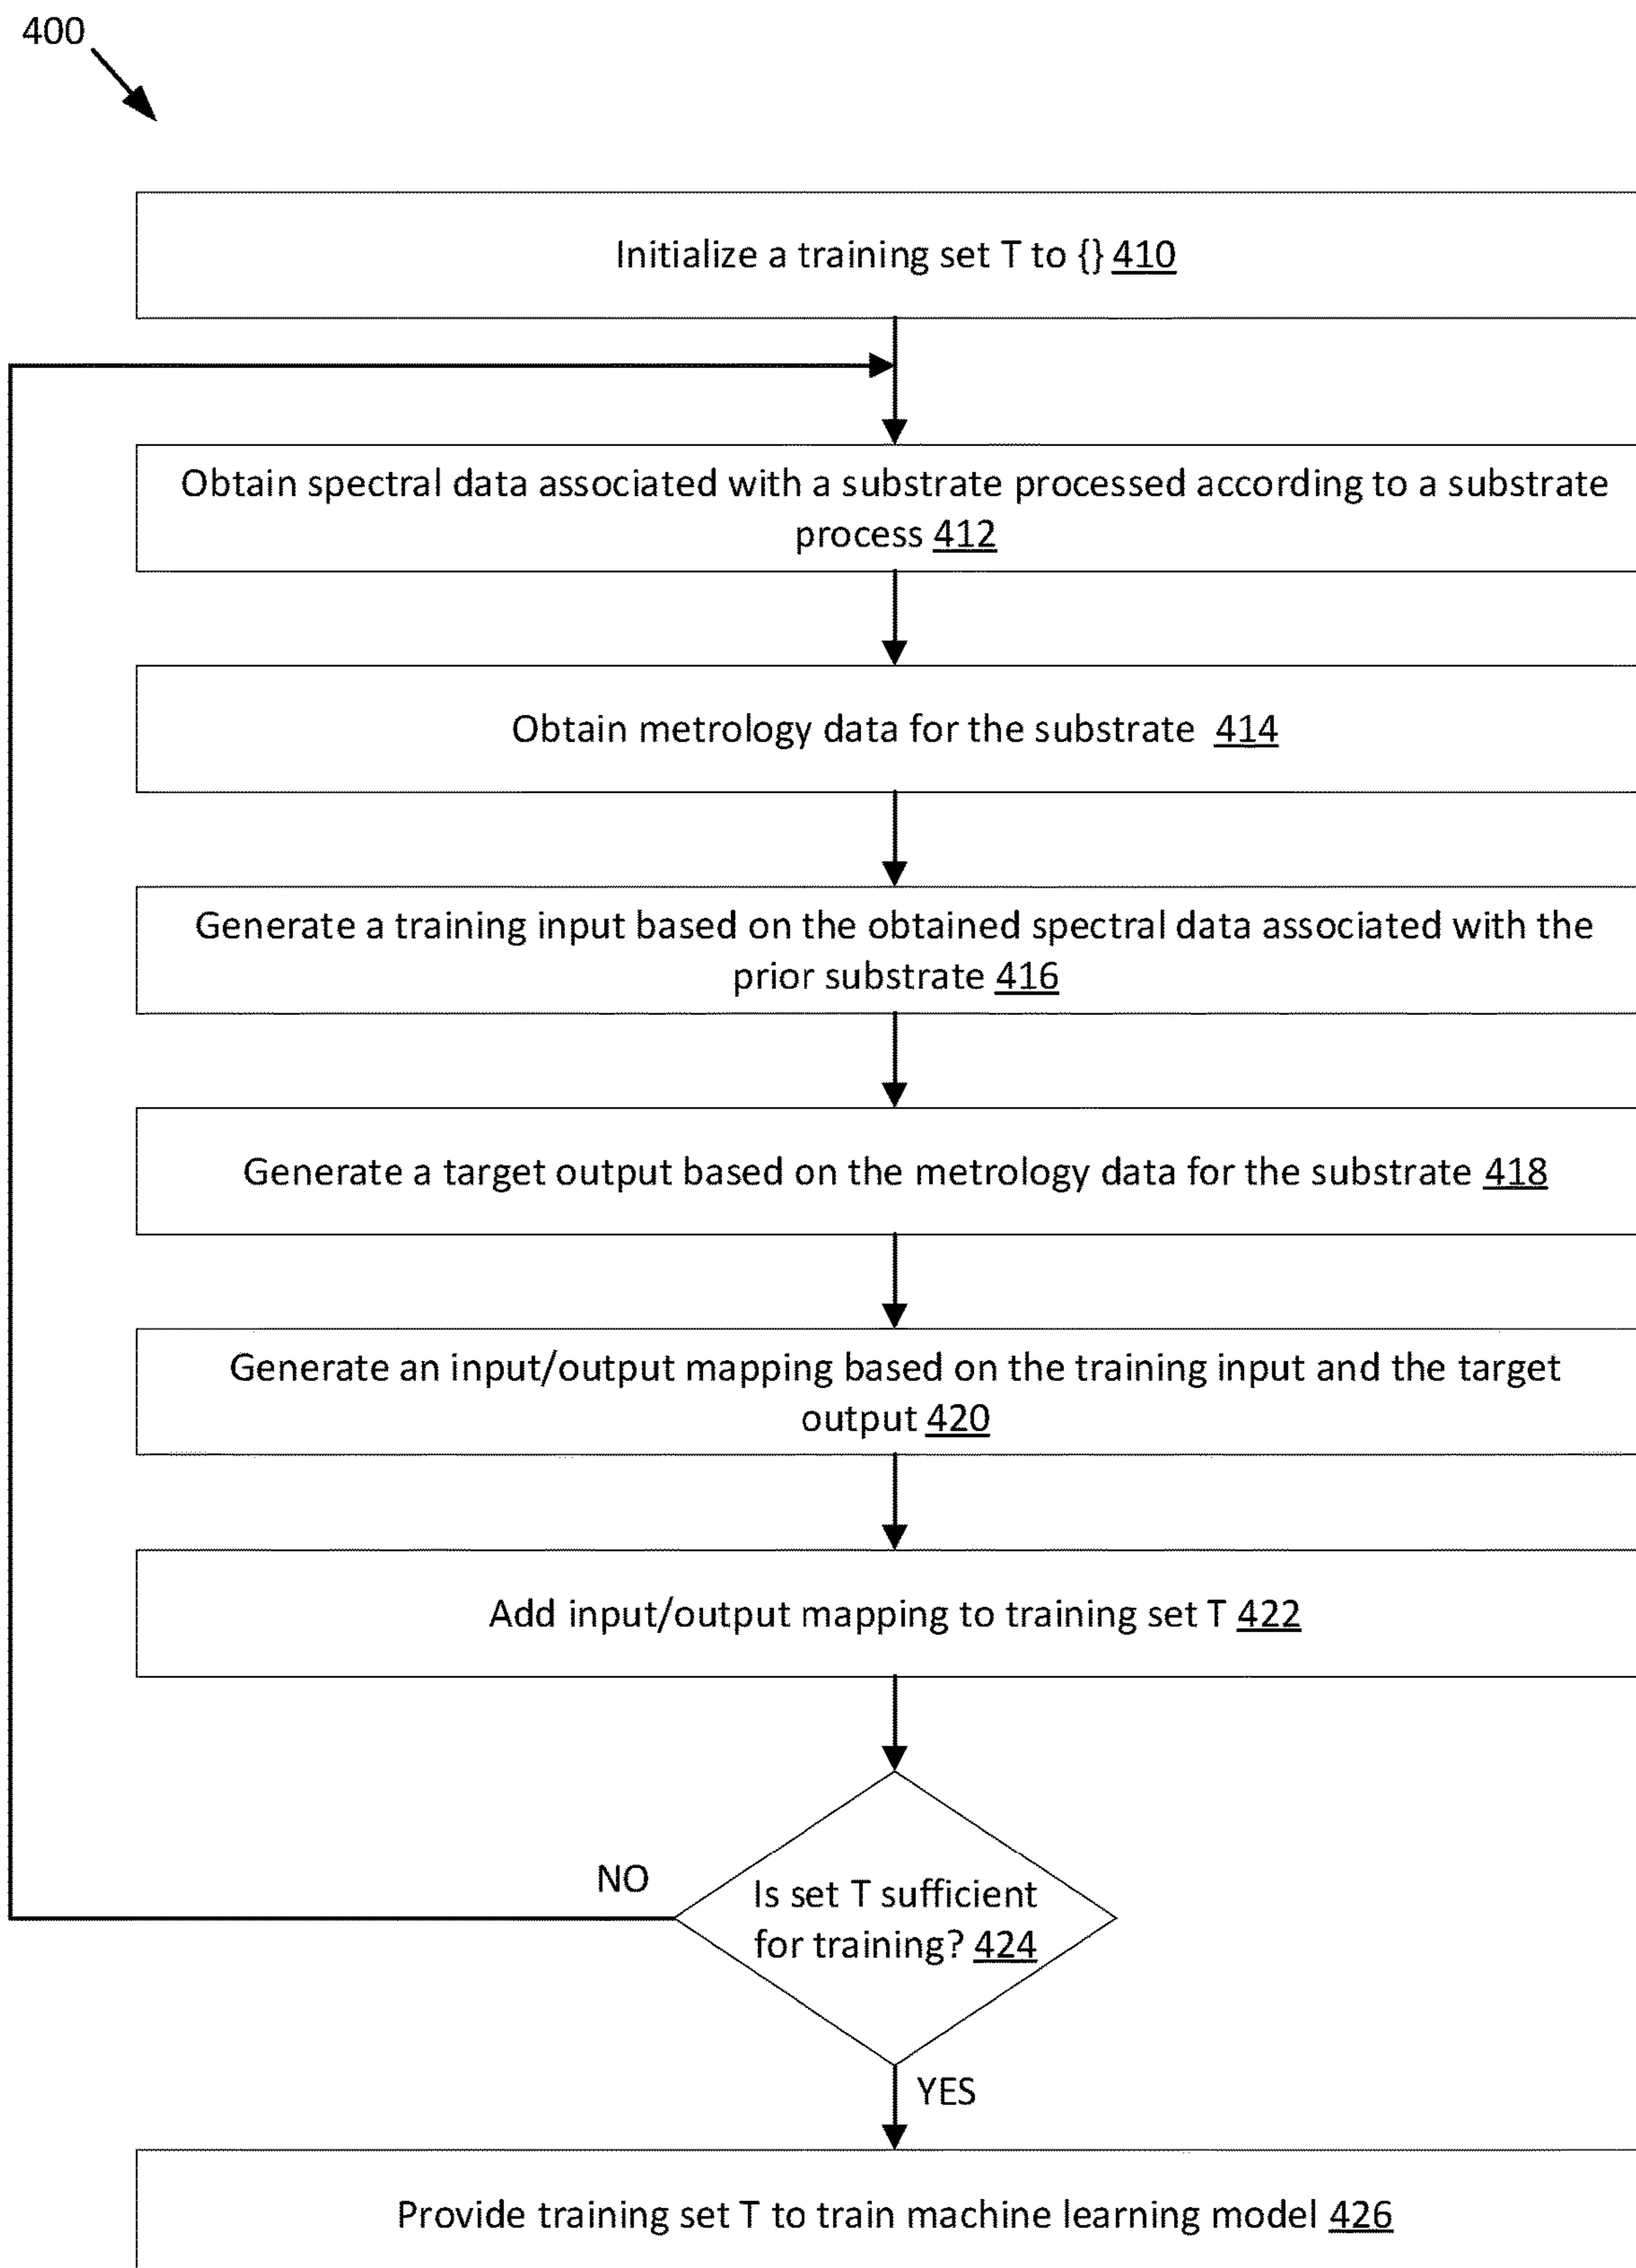 400
Initialize a training set T to {} 410
Obtain spectral data associated with a substrate processed according to a substrate
process 412
Obtain metrology data for the substrate 414
Generate a training input based on the obtained spectral data associated with the
prior substrate 416
Generate a target output based on the metrology data for the substrate 418
Generate an input/output mapping based on the training input and the target
output 420
Add input/output mapping to training set T 422
NO
Is set T sufficient
for training? 424
YES
Provide training set T to train machine learning model 426